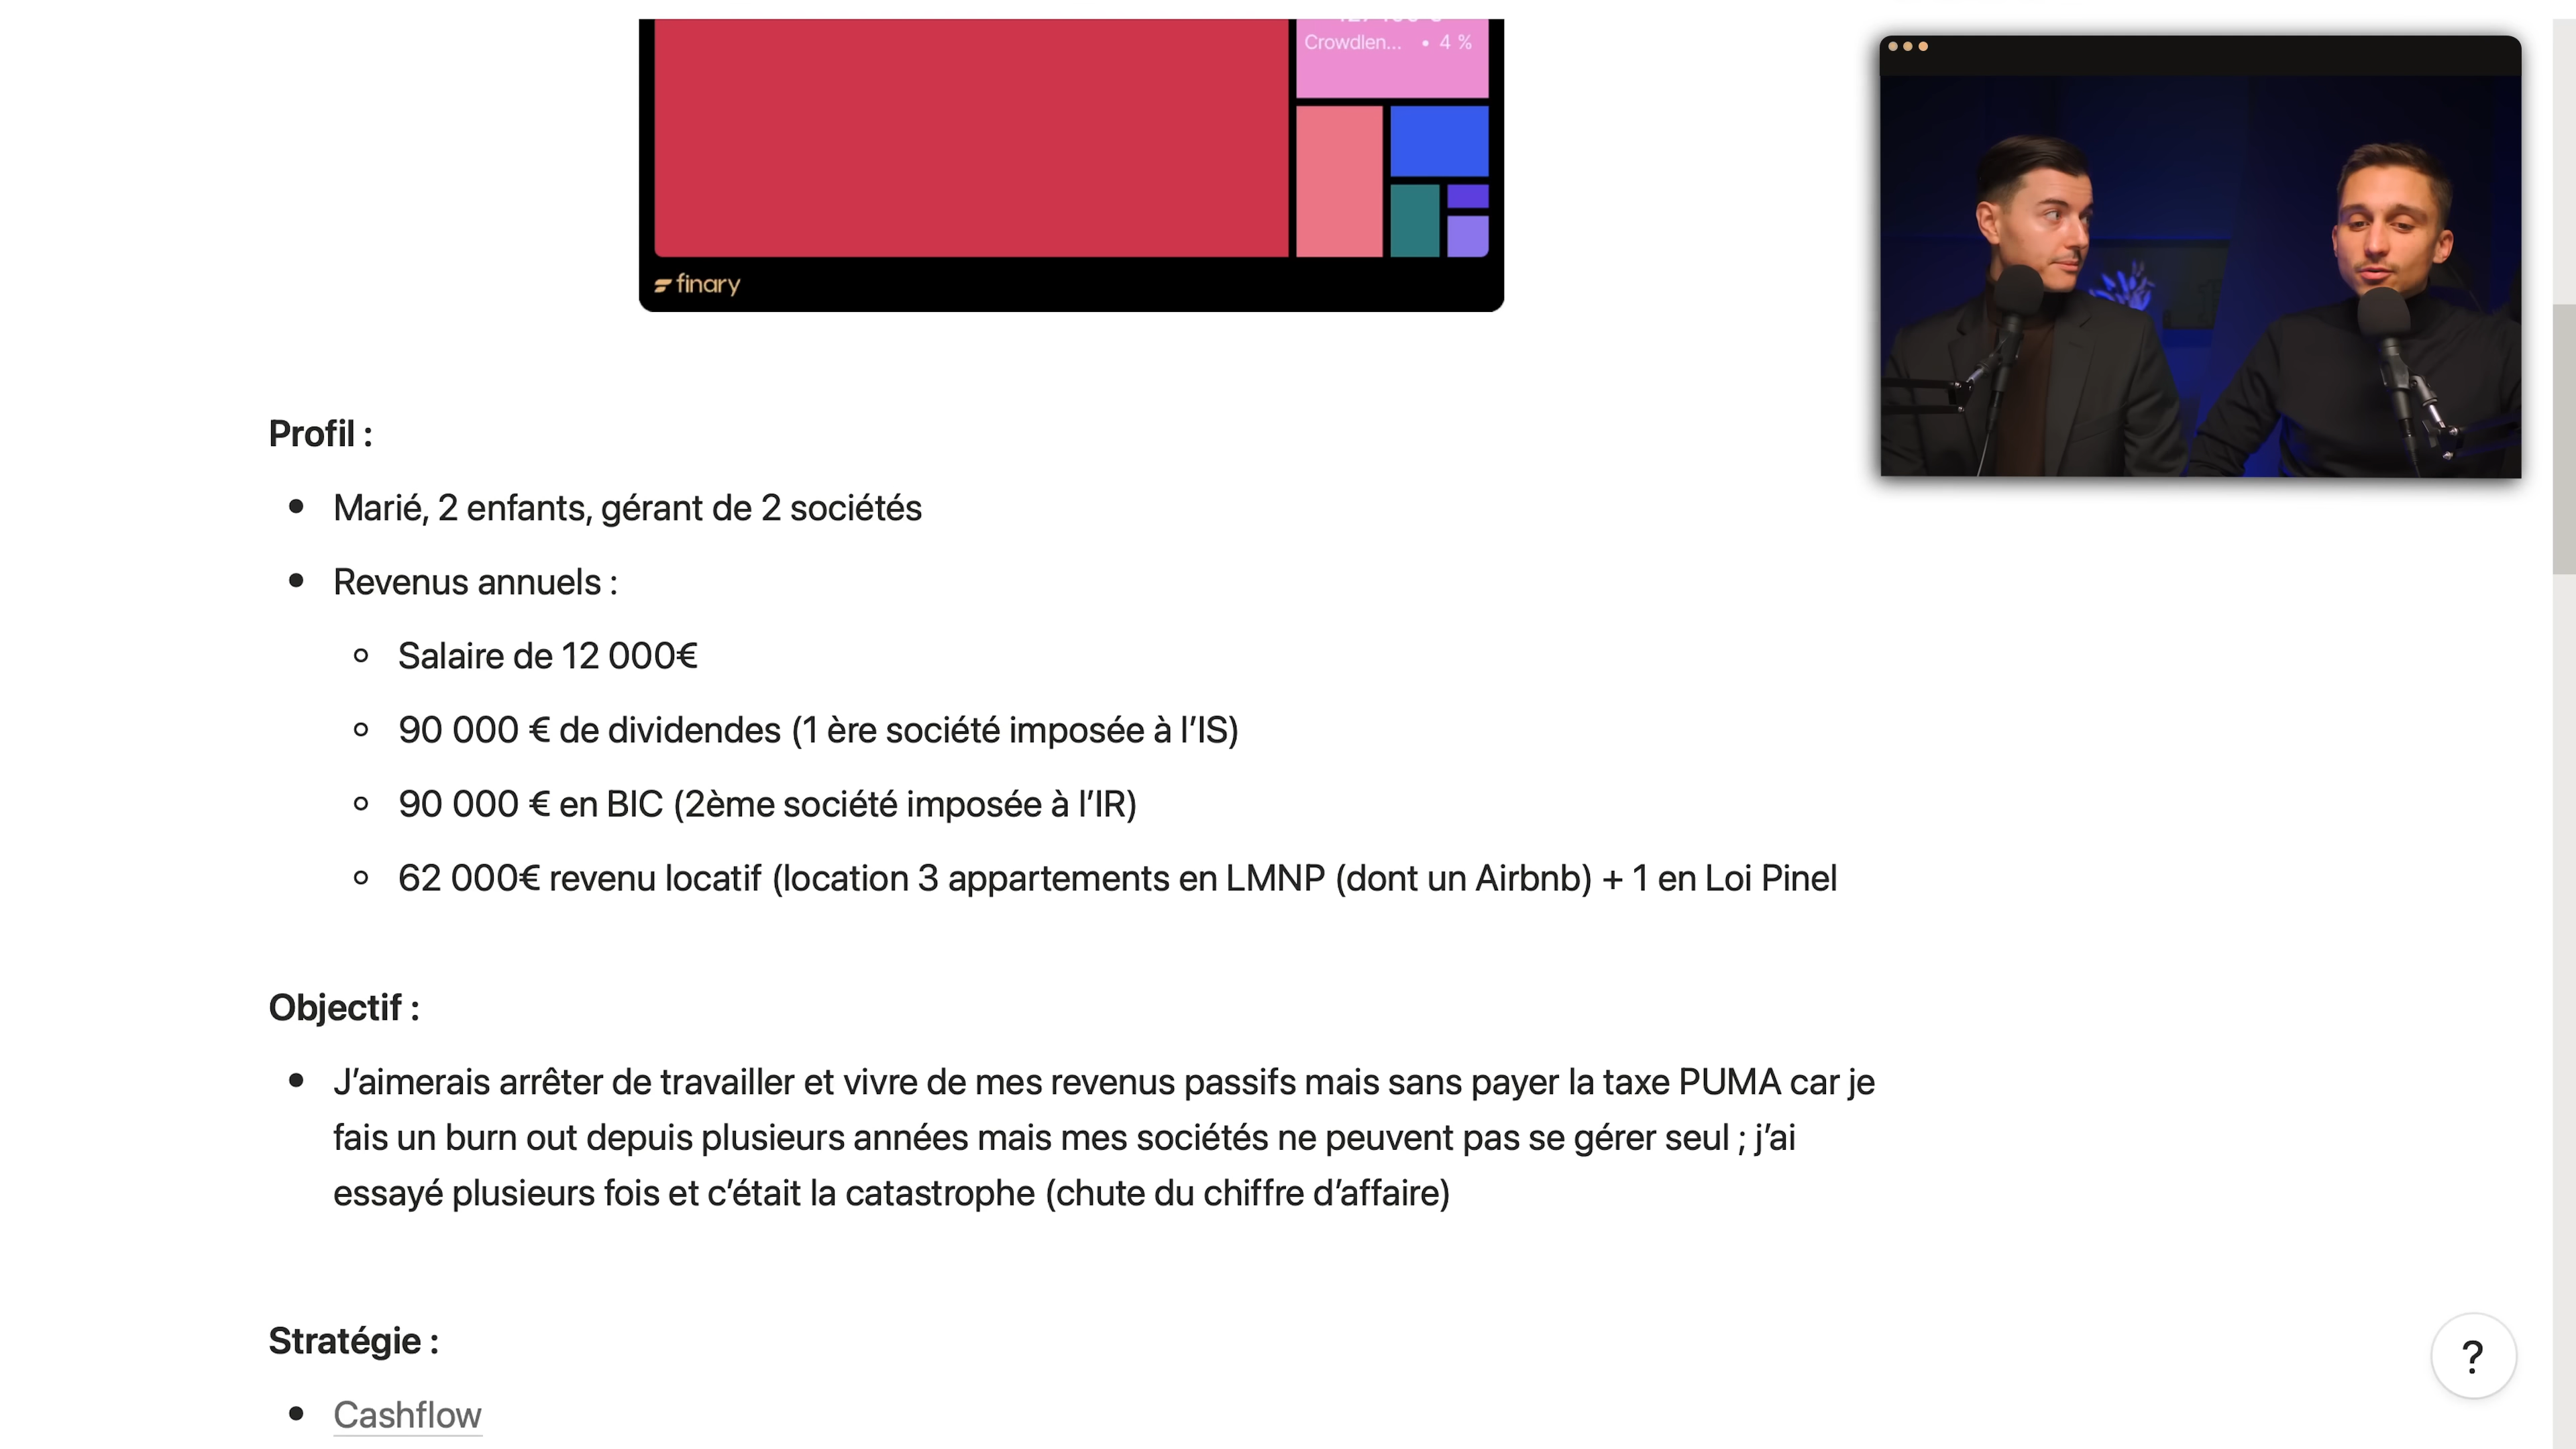 Crowdlen... • 4 %
finary
Profil :
Marié, 2 enfants, gérant de 2 sociétés
Revenus annuels :
Salaire de 12 000€
90 000 € de dividendes (1 ère société imposée à l'IS)
90 000 € en BIC (2ème société imposée à l'IR)
62 000€ revenu locatif (location 3 appartements en LMNP (dont un Airbnb) + 1 en Loi Pinel
Objectif :
J'aimerais arrêter de travailler et vivre de mes revenus passifs mais sans payer la taxe PUMA car je
fais un burn out depuis plusieurs années mais mes sociétés ne peuvent pas se gérer seul ; j'ai
essayé plusieurs fois et c'était la catastrophe (chute du chiffre d'affaire)
Stratégie :
Cashflow
?